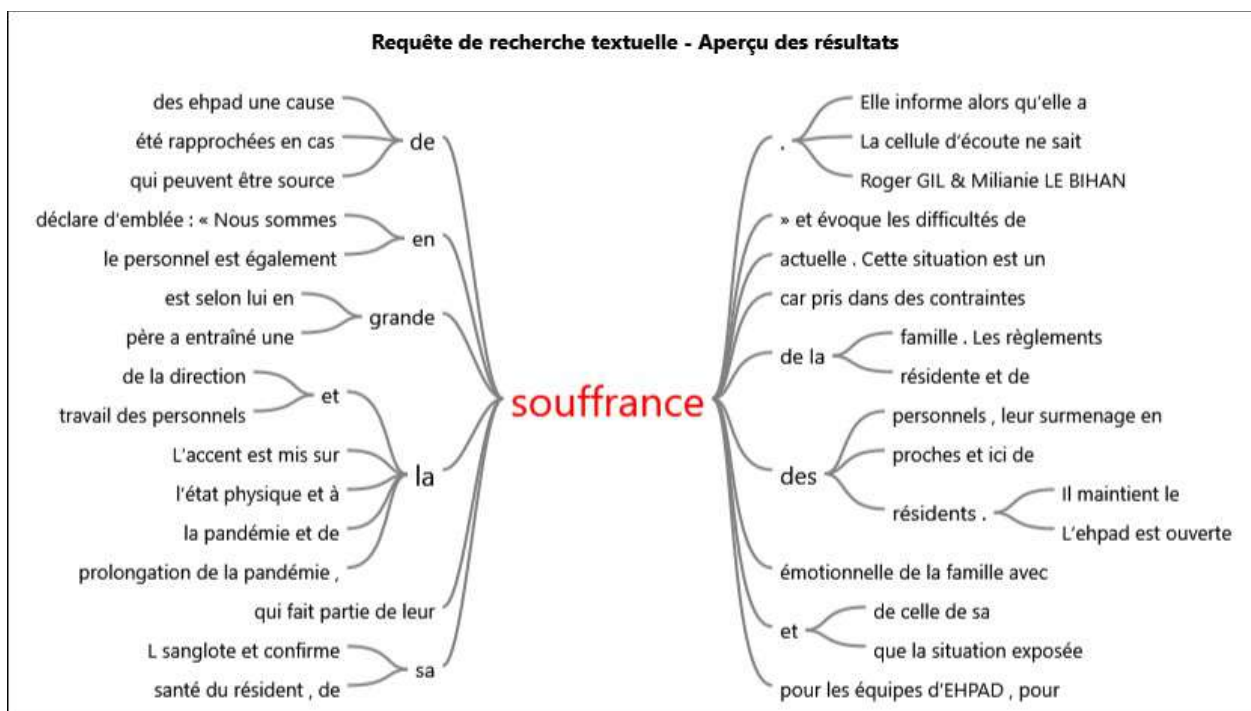 Requête de recherche textuelle - Aperçu des résultats
des ehpad une cause
été rapprochées en cas
de
qui peuvent être source
déclare d'emblée : « Nous sommes
en
le personnel est également
est selon lui en
grande
père a entraîné une
de la direction
et
travail des personnels
L'accent est mis sur
la
l'état physique et à
la pandémie et de
prolongation de la pandémie ,
qui fait partie de leur
L sanglote et confirme
sa
santé du résident , de
souffrance
Elle informe alors qu'elle a
.
La cellule d'écoute ne sait
Roger GIL & Milianie LE BIHAN
» et évoque les difficultés de
actuelle . Cette situation est un
car pris dans des contraintes
famille . Les règlements
de la
résidente et de
personnels , leur surmenage en
des
proches et ici de
résidents .
Il maintient le
L'ehpad est ouverte
émotionnelle de la famille avec
de celle de sa
et
que la situation exposée
pour les équipes d'EHPAD , pour